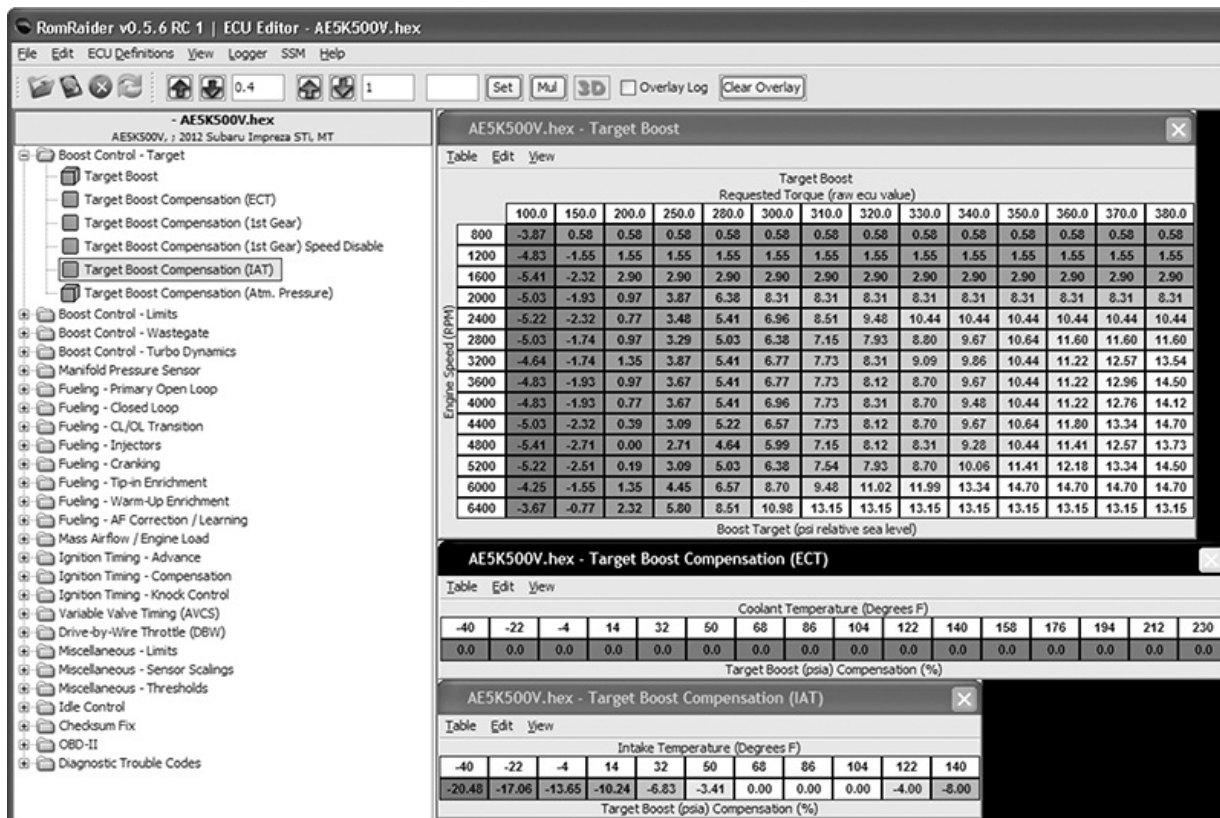 RomRaider v0.5.6 RC 1 | ECU Editor - AE5K500V.hex
File Edit ECU Definitions View Logger SSM Help
0.4 1 Set Mul 3D Overlay Log Clear Overlay
- AE5K500V.hex
AE5K500V, ; 2012 Subaru Impreza STi, MT
Boost Control - Target
Target Boost
Target Boost Compensation (ECT)
Target Boost Compensation (1st Gear)
Target Boost Compensation (1st Gear) Speed Disable
Target Boost Compensation (IAT)
Target Boost Compensation (Atm. Pressure)
Boost Control - Limits
Boost Control - Wastegate
Boost Control - Turbo Dynamics
Manifold Pressure Sensor
Fueling - Primary Open Loop
Fueling - Closed Loop
Fueling - CL/OL Transition
Fueling - Injectors
Fueling - Cranking
Fueling - Tip-in Enrichment
Fueling - Warm-Up Enrichment
Fueling - AF Correction / Learning
Mass Airflow / Engine Load
Ignition Timing - Advance
Ignition Timing - Compensation
Ignition Timing - Knock Control
Variable Valve Timing (AVCS)
Drive-by-Wire Throttle (DBW)
Miscellaneous - Limits
Miscellaneous - Sensor Scalings
Miscellaneous - Thresholds
Idle Control
Checksum Fix
OBD-II
Diagnostic Trouble Codes
AE5K500V.hex - Target Boost
Table Edit View
Target Boost
Requested Torque (raw ecu value)
100.0 150.0 200.0 250.0 280.0 300.0 310.0 320.0 330.0 340.0 350.0 360.0 370.0 380.0
Engine Speed (RPM)
800 -3.87 0.58 0.58 0.58 0.58 0.58 0.58 0.58 0.58 0.58 0.58 0.58 0.58 0.58
1200 -4.83 -1.55 1.55 1.55 1.55 1.55 1.55 1.55 1.55 1.55 1.55 1.55 1.55 1.55
1600 -5.41 -2.32 2.90 2.90 2.90 2.90 2.90 2.90 2.90 2.90 2.90 2.90 2.90 2.90
2000 -5.03 -1.93 0.97 3.87 6.38 8.31 8.31 8.31 8.31 8.31 8.31 8.31 8.31 8.31
2400 -5.22 -2.32 0.77 3.48 5.41 6.96 8.51 9.48 10.44 10.44 10.44 10.44 10.44 10.44
2800 -5.03 -1.74 0.97 3.29 5.03 6.38 7.15 7.93 8.80 9.67 10.64 11.60 11.60 11.60
3200 -4.64 -1.74 1.35 3.87 5.41 6.77 7.73 8.31 9.09 9.86 10.44 11.22 12.57 13.54
3600 -4.83 -1.93 0.97 3.67 5.41 6.77 7.73 8.12 8.70 9.67 10.44 11.22 12.96 14.50
4000 -4.83 -1.93 0.77 3.67 5.41 6.96 7.73 8.31 8.70 9.48 10.44 11.22 12.76 14.12
4400 -5.03 -2.32 0.39 3.09 5.22 6.57 7.73 8.12 8.70 9.67 10.64 11.80 13.34 14.70
4800 -5.41 -2.71 0.00 2.71 4.64 5.99 7.15 8.12 8.31 9.28 10.44 11.41 12.57 13.73
5200 -5.22 -2.51 0.19 3.09 5.03 6.38 7.54 7.93 8.70 10.06 11.41 12.18 13.34 14.50
6000 -4.25 -1.55 1.35 4.45 6.57 8.70 9.48 11.02 11.99 13.34 14.70 14.70 14.70 14.70
6400 -3.67 -0.77 2.32 5.80 8.51 10.98 13.15 13.15 13.15 13.15 13.15 13.15 13.15 13.15
Boost Target (psi relative sea level)
AE5K500V.hex - Target Boost Compensation (ECT)
Table Edit View
Coolant Temperature (Degrees F)
-40 -22 -4 14 32 50 68 86 104 122 140 158 176 194 212 230
0.0 0.0 0.0 0.0 0.0 0.0 0.0 0.0 0.0 0.0 0.0 0.0 0.0 0.0 0.0 0.0
Target Boost (psia) Compensation (%)
AE5K500V.hex - Target Boost Compensation (IAT)
Table Edit View
Intake Temperature (Degrees F)
-40 -22 -4 14 32 50 68 86 104 122 140
-20.48 -17.06 -13.65 -10.24 -6.83 -3.41 0.00 0.00 0.00 -4.00 -8.00
Target Boost (psia) Compensation (%)